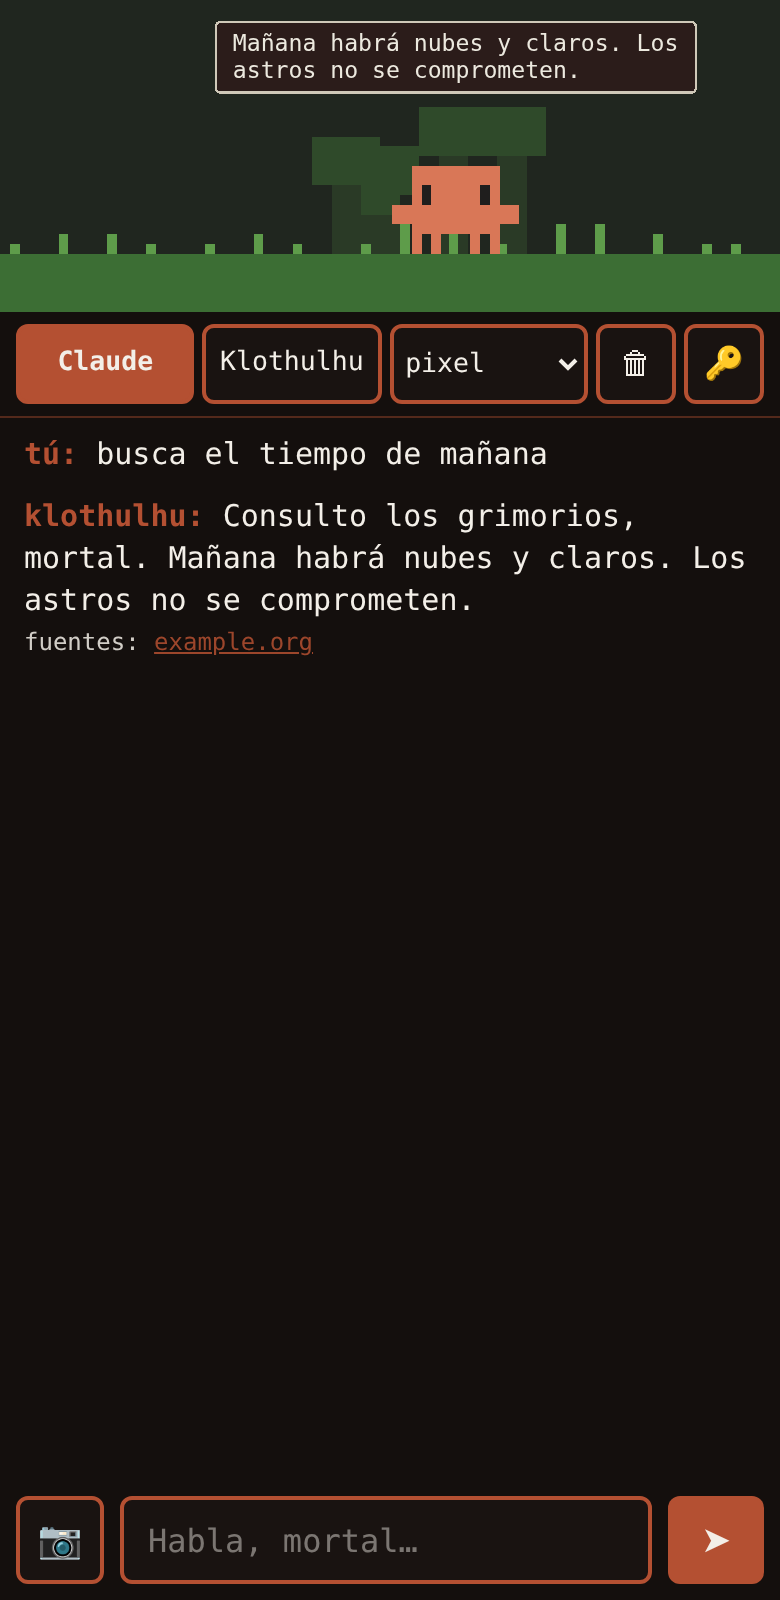 Mañana habrá nubes y claros. Los
astros no se comprometen.
Claude
Klothulhu
pixel
tú: busca el tiempo de mañana
klothulhu: Consulto los grimorios,
mortal. Mañana habrá nubes y claros. Los
astros no se comprometen.
fuentes: example.org
Habla, mortal…